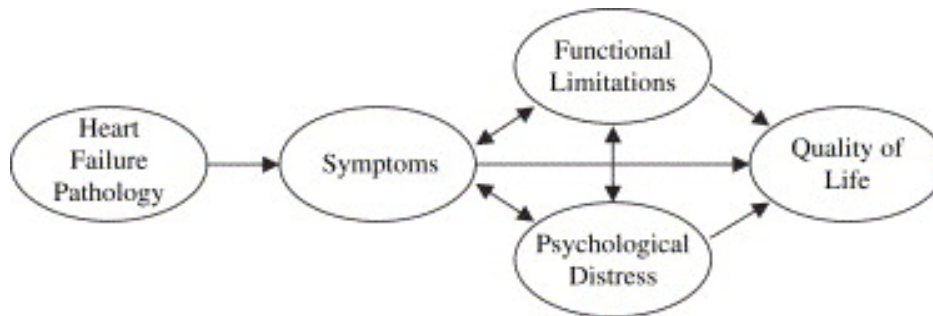 Heart
Failure
Pathology
Symptoms
Functional
Limitations
Psychological
Distress
Quality of
Life